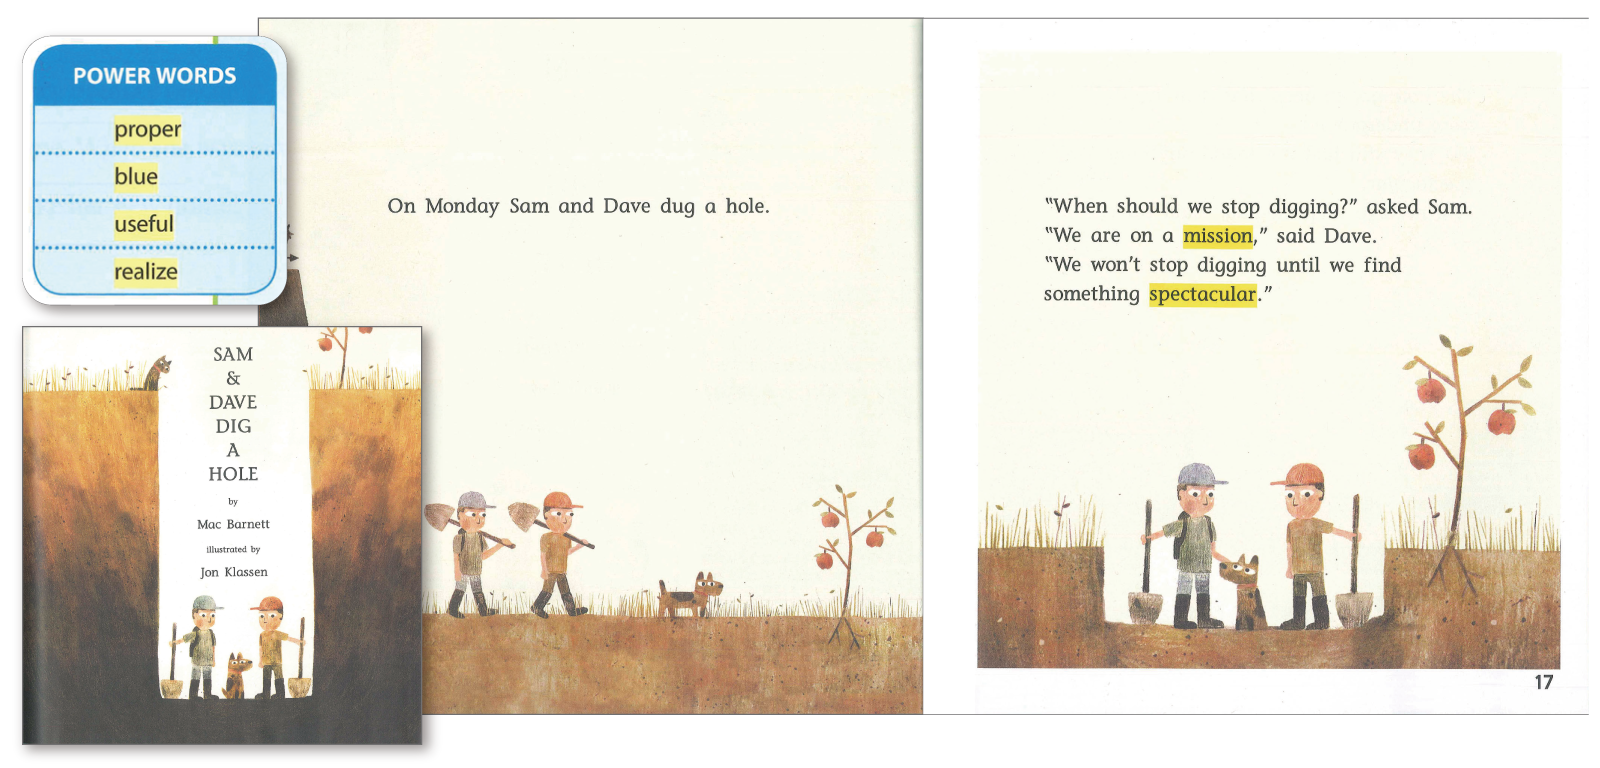 POWER WORDS
proper
blue
useful
realize
SAM
&
DAVE
DIG
A
HOLE
by
Mac Barnett
illustrated by
Jon Klassen
On Monday Sam and Dave dug a hole.
“When should we stop digging?” asked Sam.
“We are on a mission,” said Dave.
“We won’t stop digging until we find
something spectacular.”
17